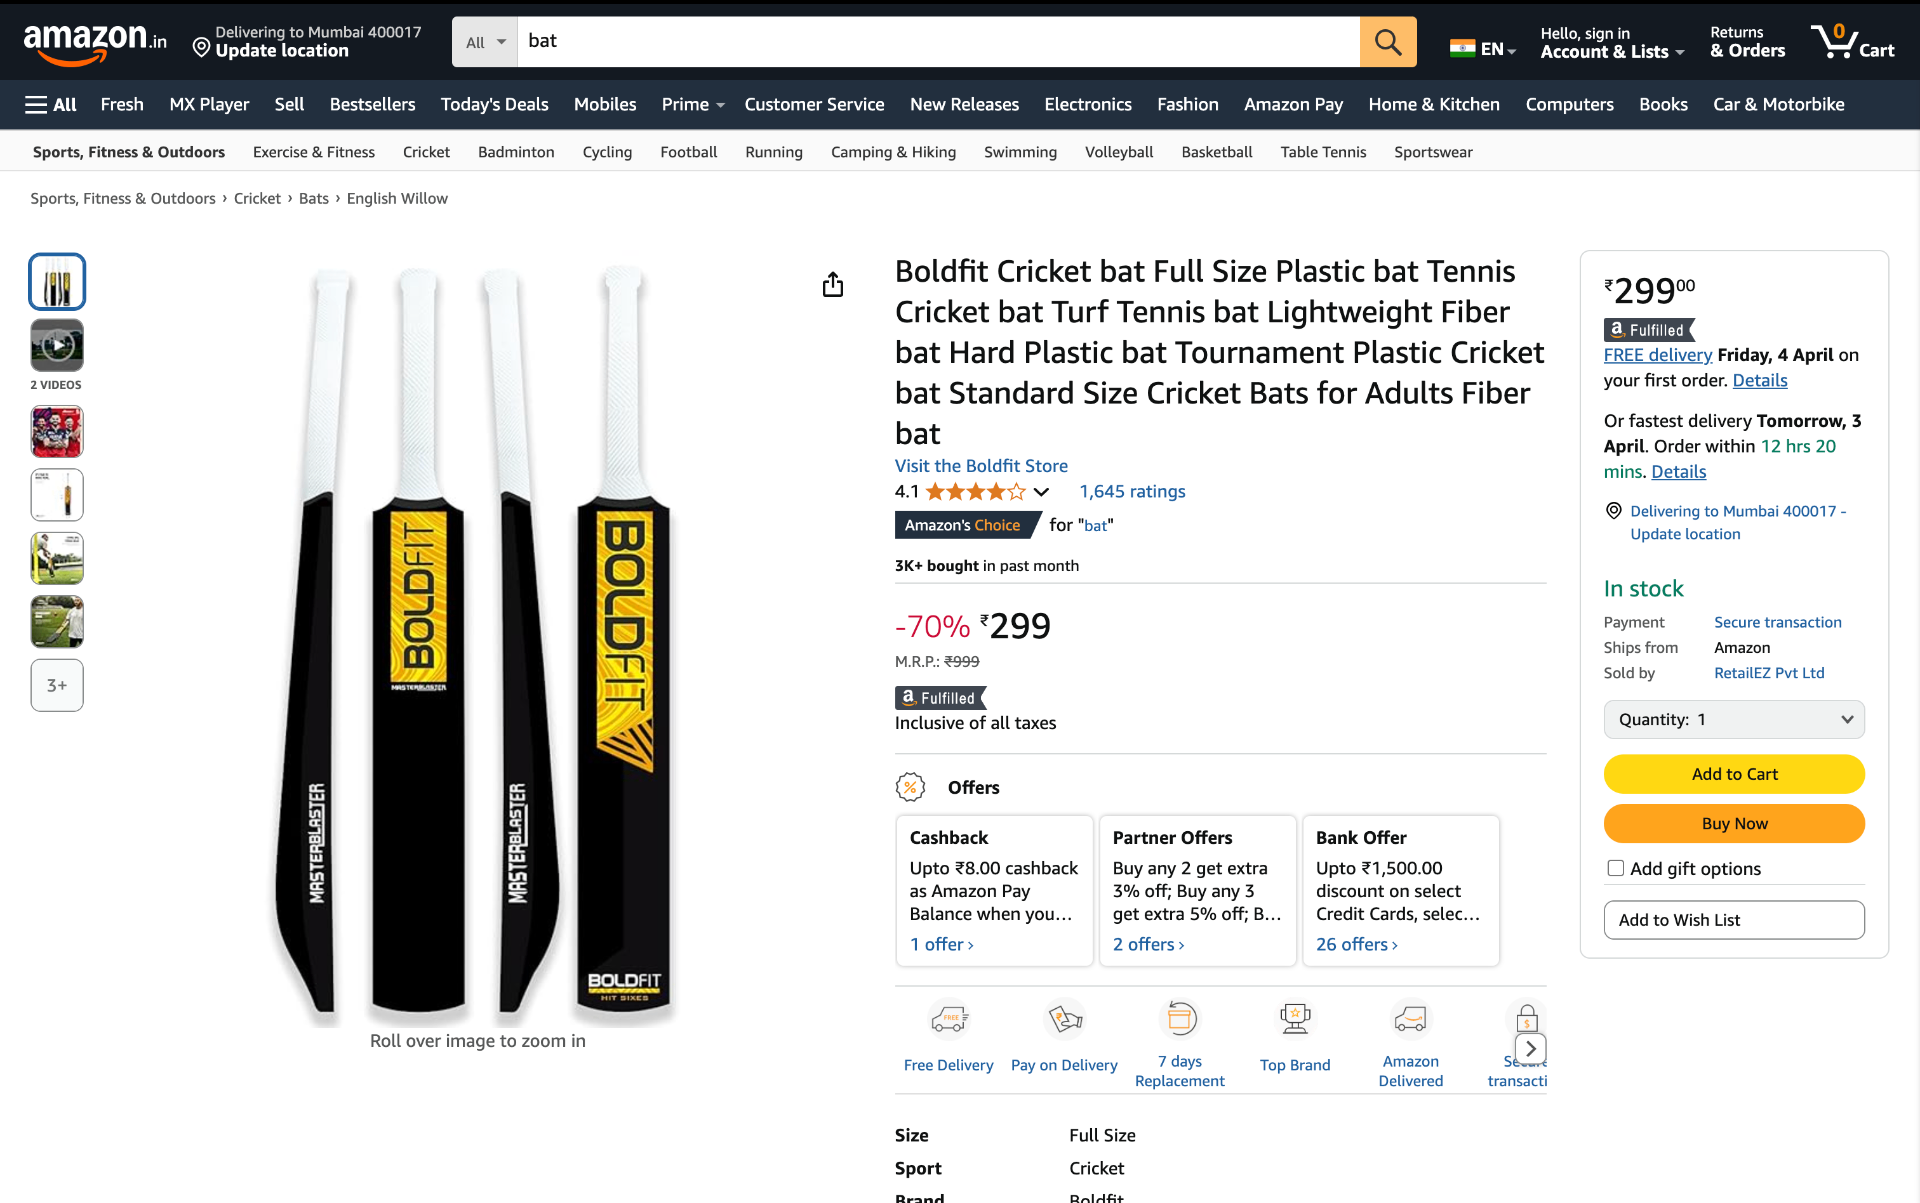 amazon.in
Delivering to Mumbai 400017
Update location
All
bat
EN
Hello, sign in
Account & Lists
Returns
& Orders
0
Cart
All
Fresh
MX Player
Sell
Bestsellers
Today's Deals
Mobiles
Prime
Customer Service
New Releases
Electronics
Fashion
Amazon Pay
Home & Kitchen
Computers
Books
Car & Motorbike
Sports, Fitness & Outdoors
Exercise & Fitness
Cricket
Badminton
Cycling
Football
Running
Camping & Hiking
Swimming
Volleyball
Basketball
Table Tennis
Sportswear
Sports, Fitness & Outdoors › Cricket › Bats › English Willow
2 VIDEOS
3+
MASTERBLASTER
BOLDFIT
MASTERBLASTER
MASTERBLASTER
BOLDFIT
BOLDFIT
HIT SIXES
Roll over image to zoom in
Boldfit Cricket bat Full Size Plastic bat Tennis
Cricket bat Turf Tennis bat Lightweight Fiber
bat Hard Plastic bat Tournament Plastic Cricket
bat Standard Size Cricket Bats for Adults Fiber
bat
Visit the Boldfit Store
4.1
1,645 ratings
Amazon's Choice for "bat"
3K+ bought in past month
-70% ₹299
M.R.P.: ₹999
a Fulfilled
Inclusive of all taxes
% Offers
Cashback
Upto ₹8.00 cashback
as Amazon Pay
Balance when you...
1 offer ›
Partner Offers
Buy any 2 get extra
3% off; Buy any 3
get extra 5% off; B...
2 offers ›
Bank Offer
Upto ₹1,500.00
discount on select
Credit Cards, selec...
26 offers ›
FREE
Free Delivery
₹
Pay on Delivery
7 days
Replacement
Top Brand
Amazon
Delivered
$
Secure
transacti
Size Full Size
Sport Cricket
Brand Boldfit
₹299 00
a Fulfilled
FREE delivery Friday, 4 April on
your first order. Details
Or fastest delivery Tomorrow, 3
April. Order within 12 hrs 20
mins. Details
Delivering to Mumbai 400017 -
Update location
In stock
Payment Secure transaction
Ships from Amazon
Sold by RetailEZ Pvt Ltd
Quantity: 1
Add to Cart
Buy Now
Add gift options
Add to Wish List